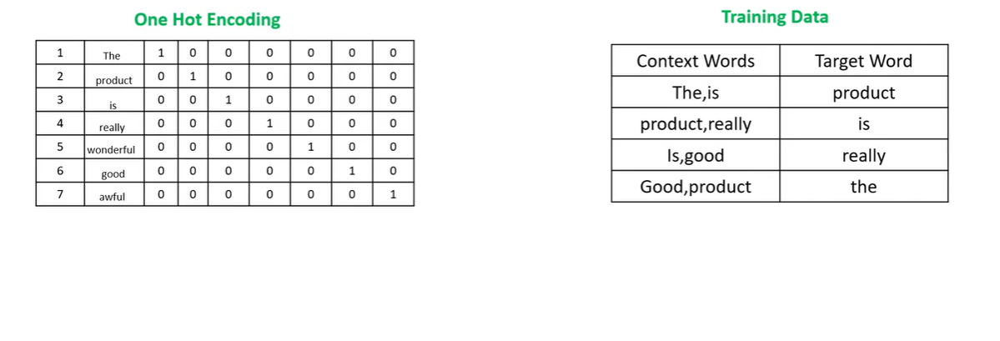 One Hot Encoding
1 The 1 0 0 0 0 0 0
2 product 0 1 0 0 0 0 0
3 is 0 0 1 0 0 0 0
4 really 0 0 0 1 0 0 0
5 wonderful 0 0 0 0 1 0 0
6 good 0 0 0 0 0 1 0
7 awful 0 0 0 0 0 0 1
Training Data
Context Words Target Word
The,is product
product,really is
Is,good really
Good,product the